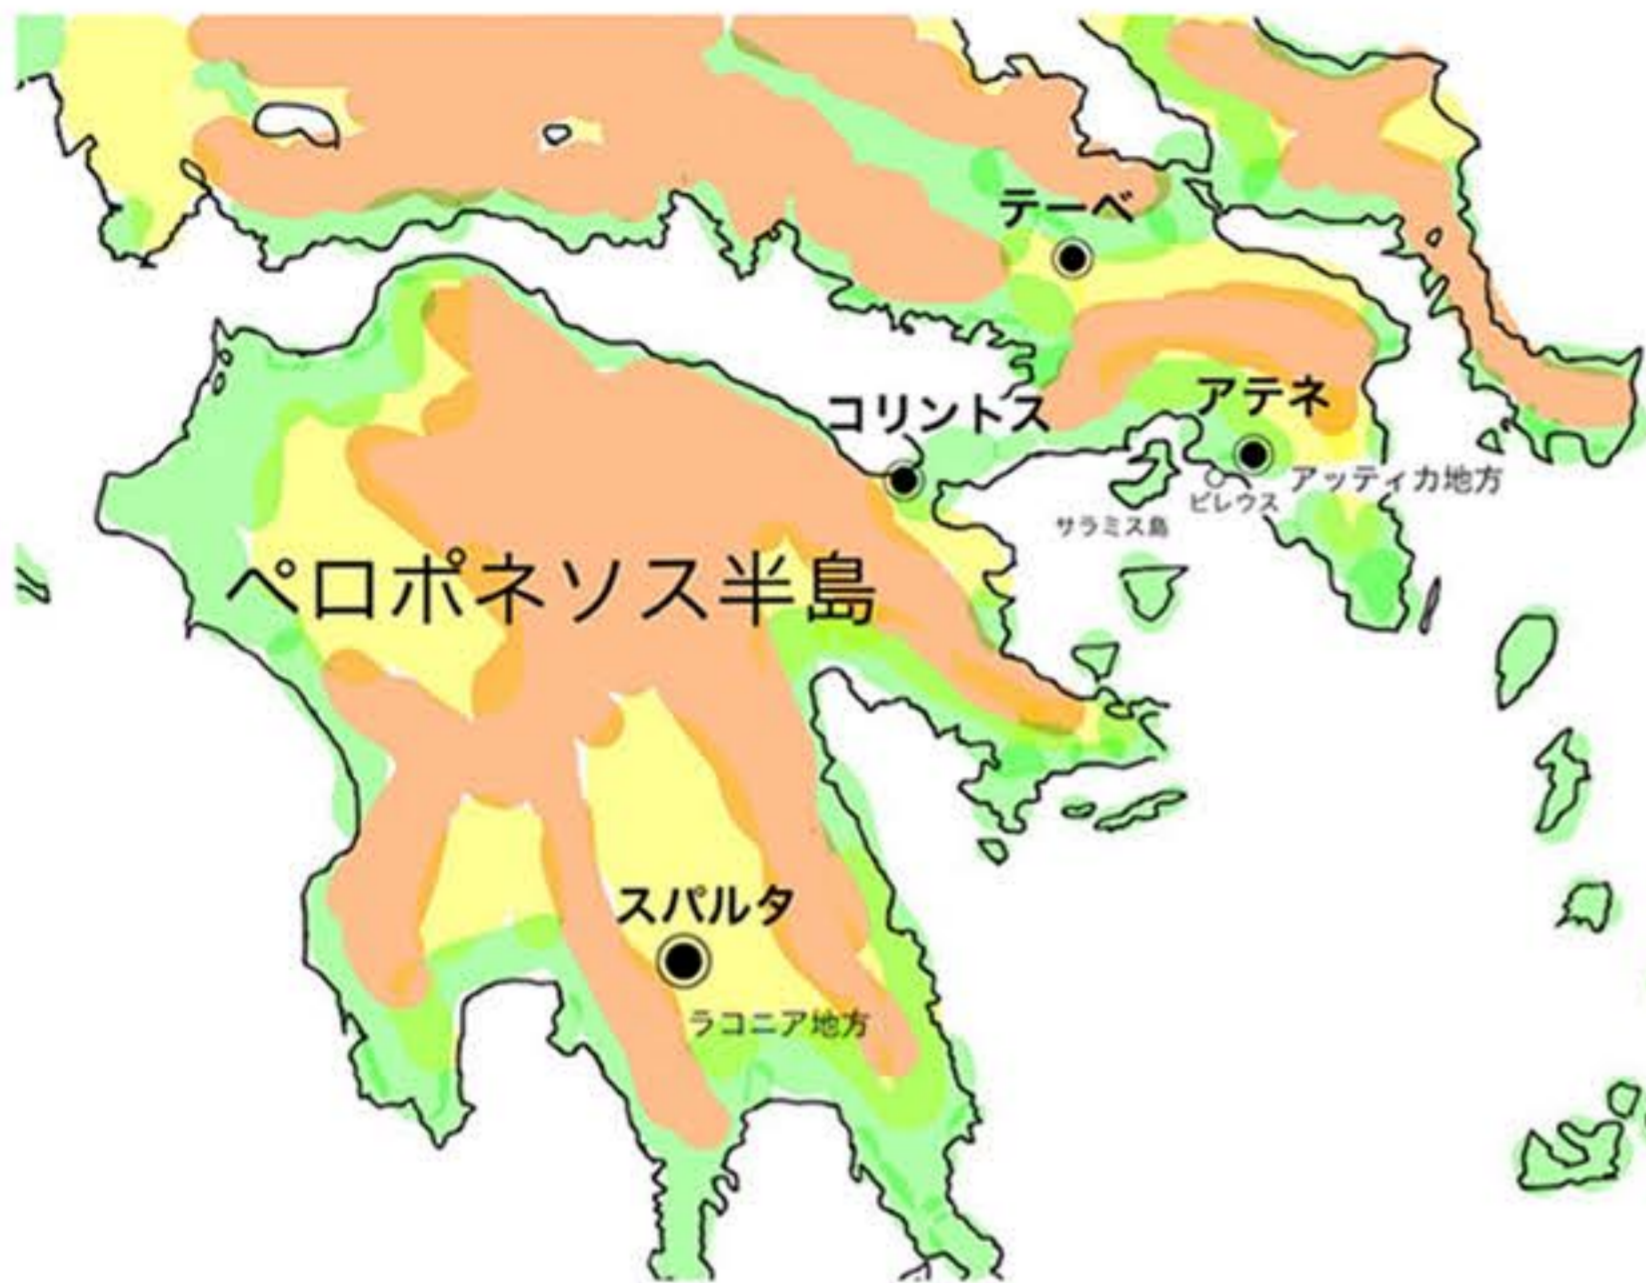 テーベ
コリントス
アテネ
アッティカ地方
ピレウス
サラミス島
ペロポネソス半島
スパルタ
ラコニア地方